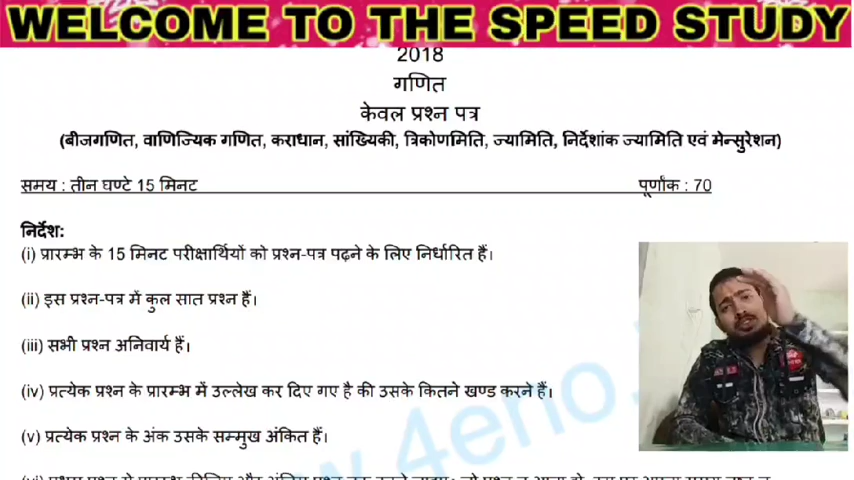 WELCOME TO THE SPEED STUDY
2018
गणित
केवल प्रश्न पत्र
(बीजगणित, वाणिज्यिक गणित, कराधान, सांख्यिकी, त्रिकोणमिति, ज्यामिति, निर्देशांक ज्यामिति एवं मेन्सुरेशन)
समय : तीन घण्टे 15 मिनट पूर्णांक : 70
निर्देश:
(i) प्रारम्भ के 15 मिनट परीक्षार्थियों को प्रश्न-पत्र पढ़ने के लिए निर्धारित हैं।
(ii) इस प्रश्न-पत्र में कुल सात प्रश्न हैं।
(iii) सभी प्रश्न अनिवार्य हैं।
(iv) प्रत्येक प्रश्न के प्रारम्भ में उल्लेख कर दिए गए है की उसके कितने खण्ड करने हैं।
(v) प्रत्येक प्रश्न के अंक उसके सम्मुख अंकित हैं।